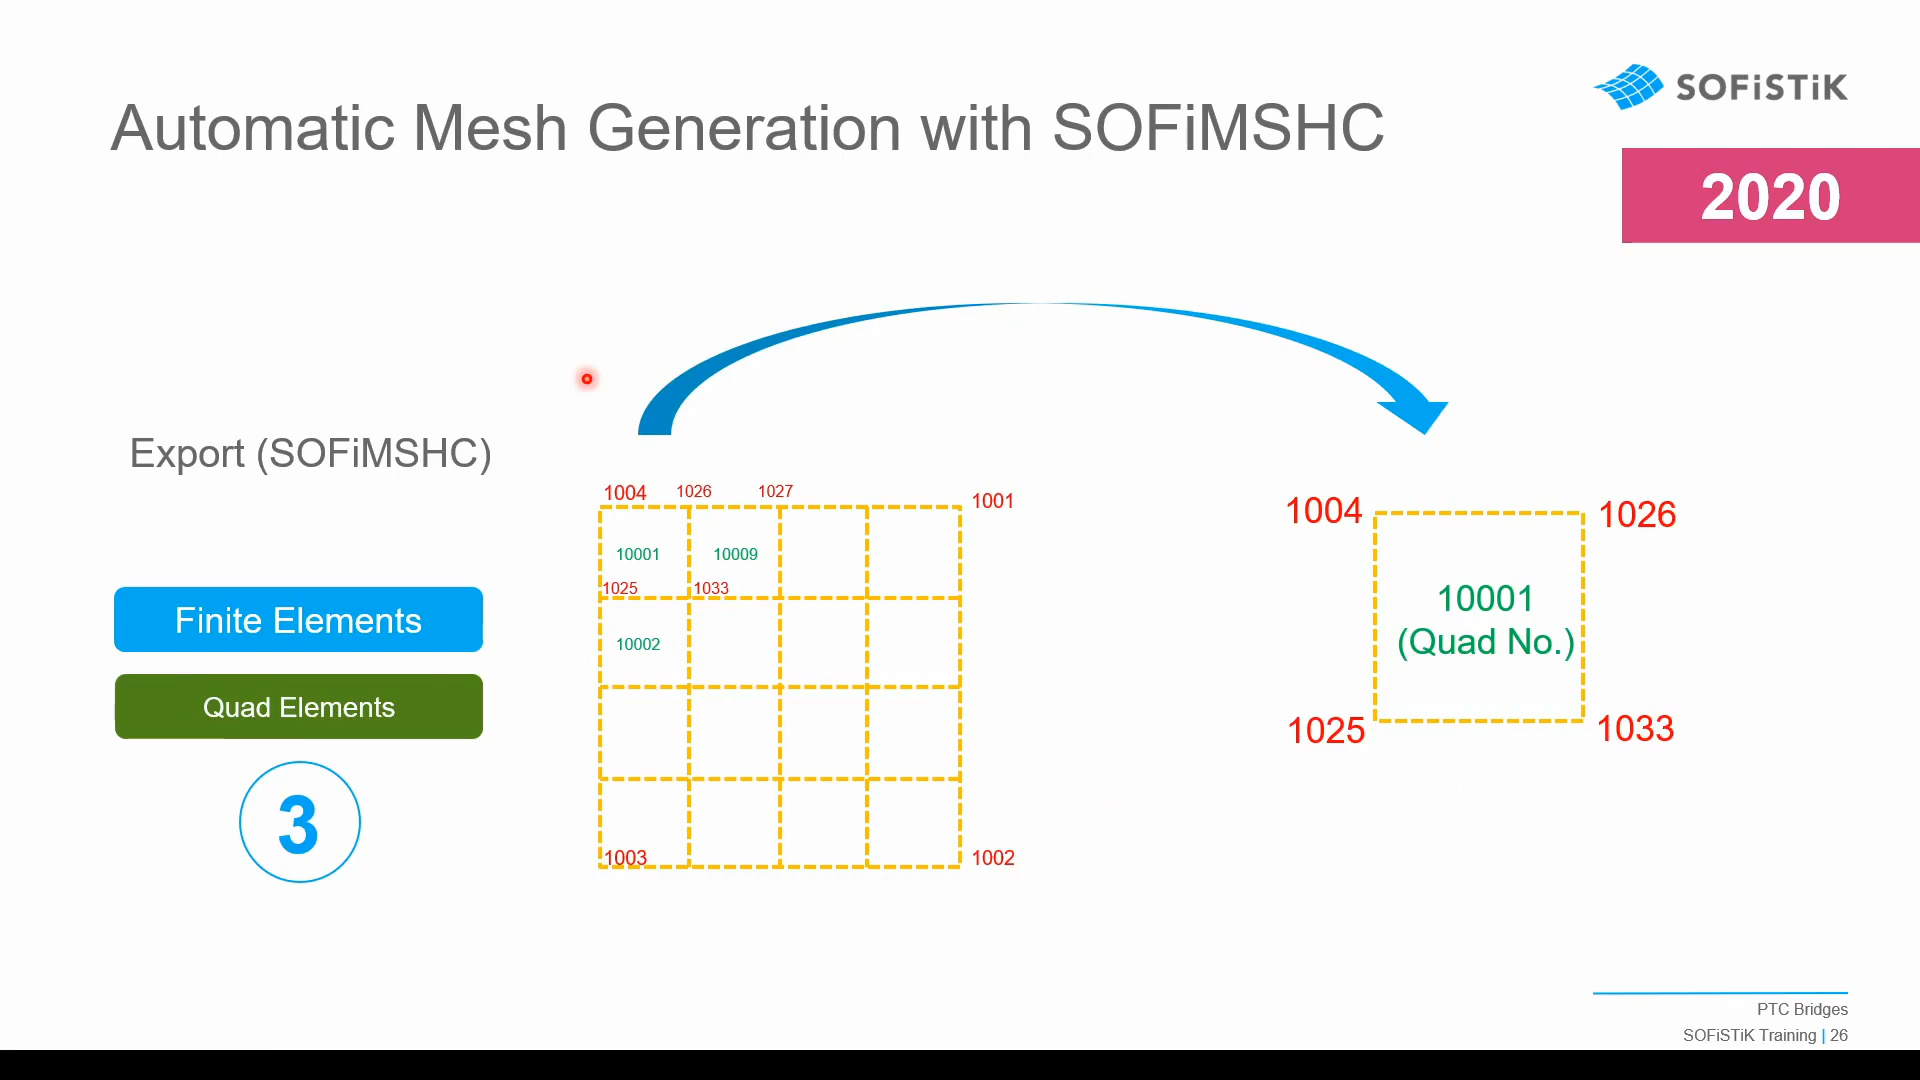 SOFiSTiK
Automatic Mesh Generation with SOFiMSHC
2020
Export (SOFiMSHC)
Finite Elements
Quad Elements
3
1004 1026 1027 1001
10001 10009
1025 1033
10002
1003 1002
1004 1026
10001
(Quad No.)
1025 1033
PTC Bridges
SOFiSTiK Training | 26